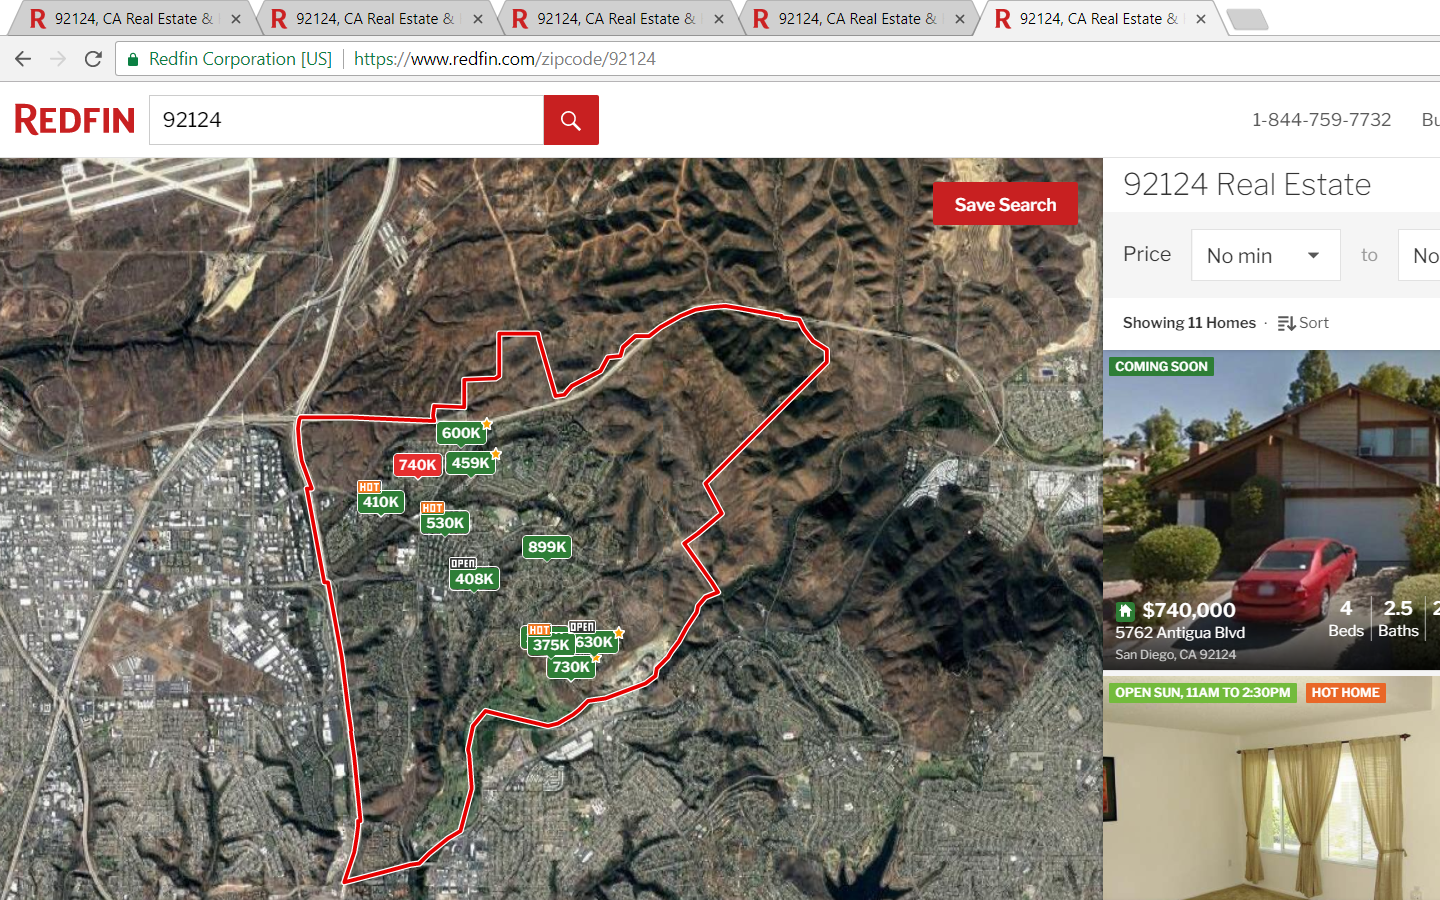 92124, CA Real Estate &
92124, CA Real Estate &
92124, CA Real Estate &
92124, CA Real Estate &
92124, CA Real Estate &
Redfin Corporation [US]
https://www.redfin.com/zipcode/92124
REDFIN
92124
1-844-759-7732
Bu
Save Search
92124 Real Estate
Price
No min
to
No
Showing 11 Homes ·
Sort
COMING SOON
$740,000
5762 Antigua Blvd
San Diego, CA 92124
4
Beds
2.5
Baths
2
OPEN SUN, 11AM TO 2:30PM
HOT HOME
600K
740K
459K
HOT
410K
HOT
530K
899K
OPEN
408K
HOT
375K
OPEN
630K
730K